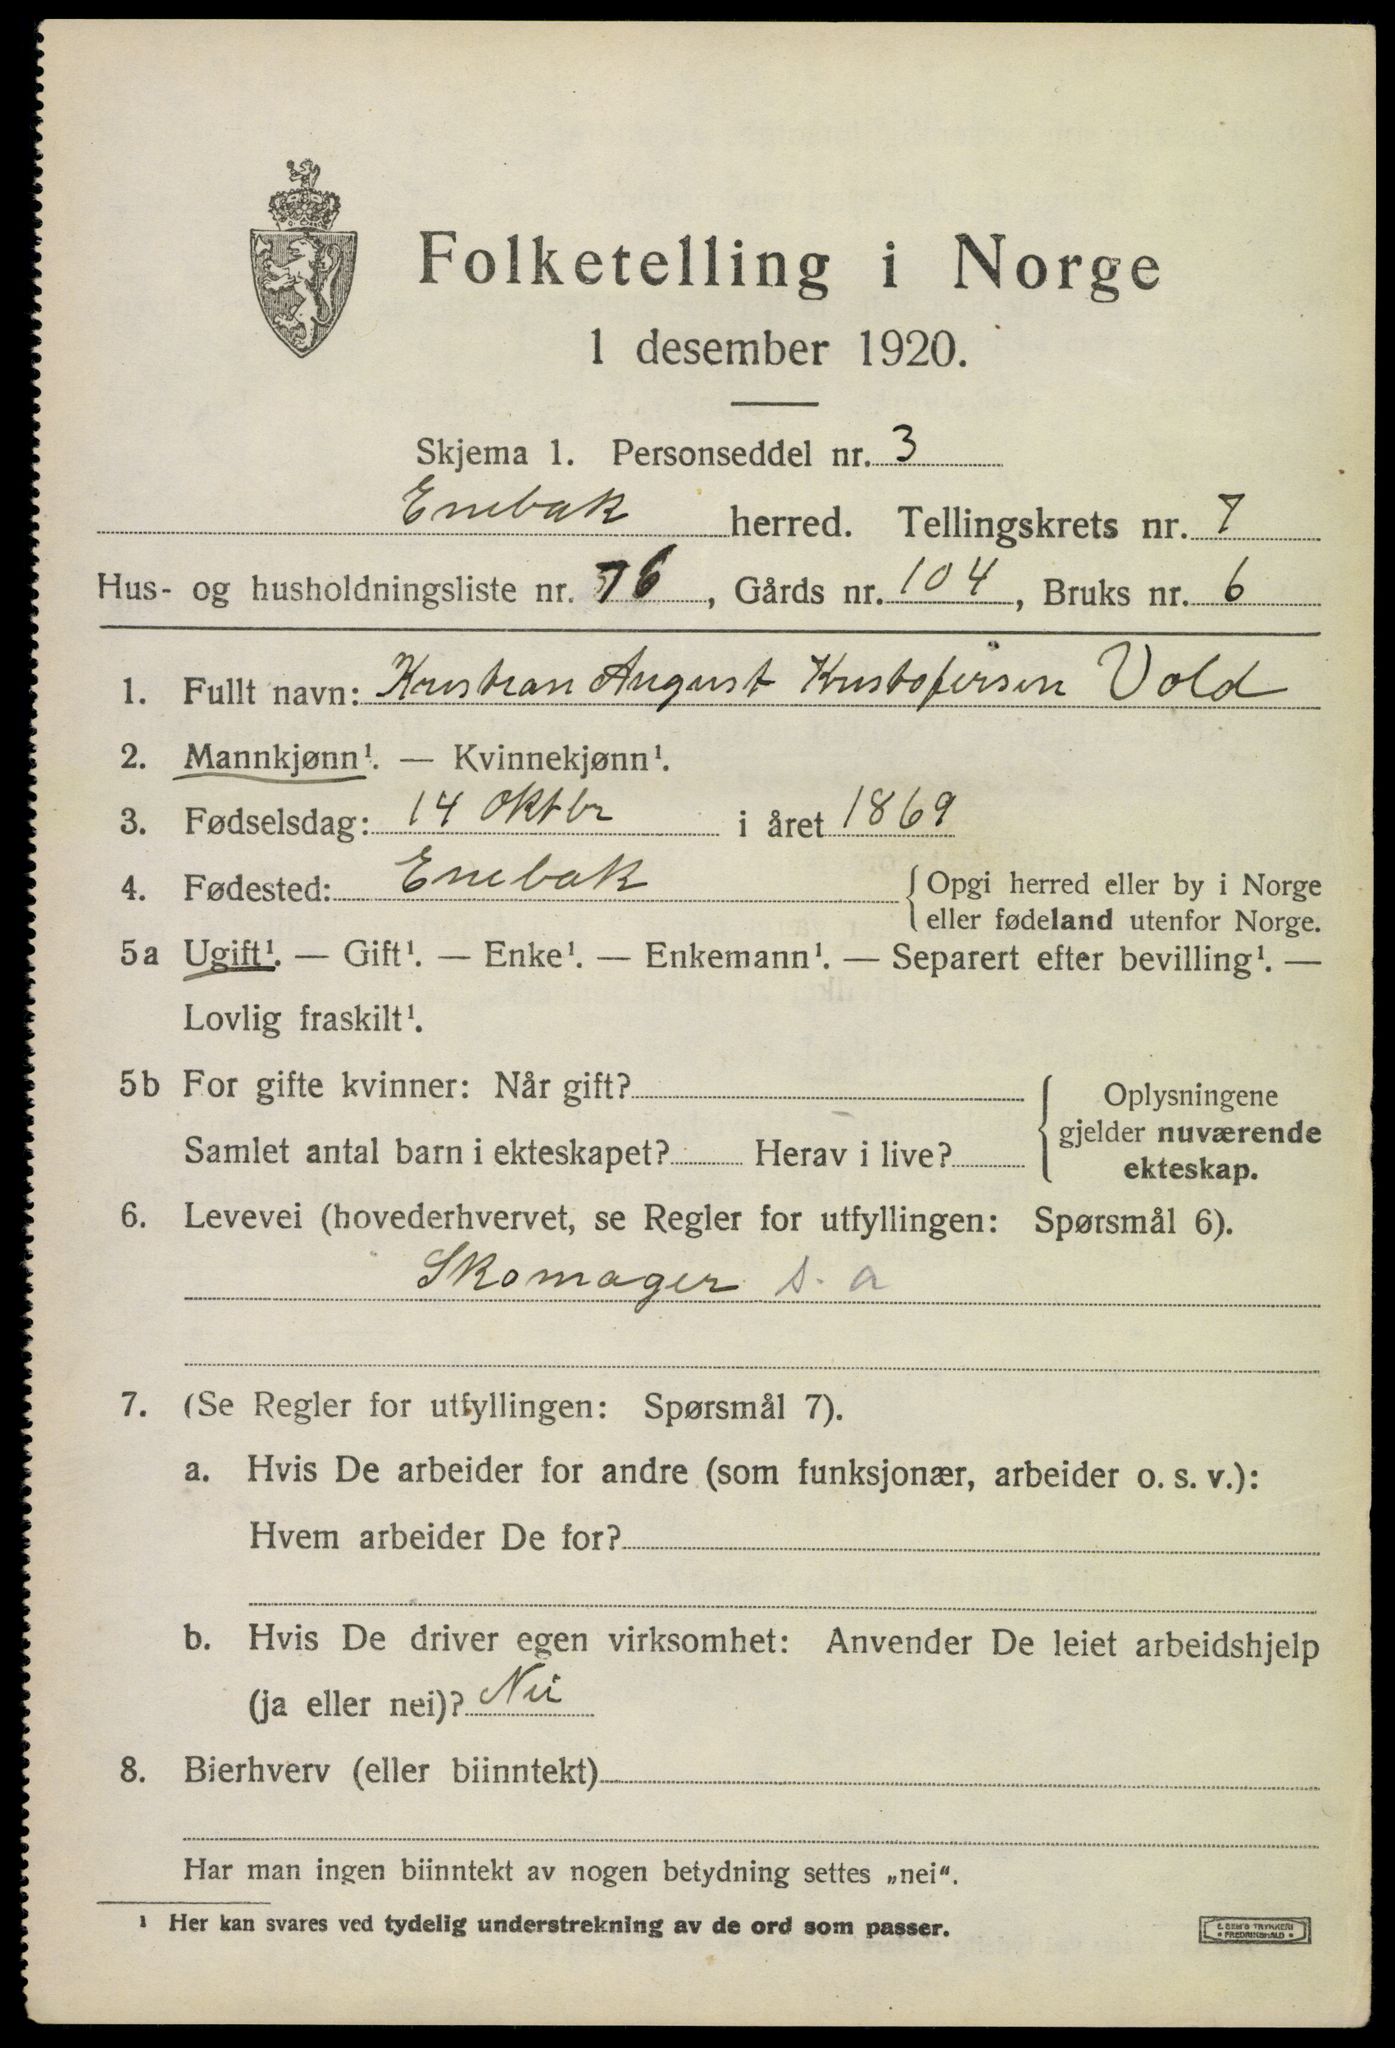 Folketelling i Norge
1 desember 1920.
Skjema 1. Personseddel nr. 3
Enebak herred. Tellingskrets nr. 7
Hus- og husholdningsliste nr. 76, Gårds nr. 104, Bruks nr. 6
1. Fullt navn: Kristian August Kristofersen Vold
2. Mannkjønn¹. — Kvinnekjønn¹.
3. Fødselsdag: 14 oktbr i året 1869
4. Fødested: Enebak { Opgi herred eller by i Norge
eller fødeland utenfor Norge.
5a Ugift¹. — Gift¹. — Enke¹. — Enkemann¹. — Separert efter bevilling¹. —
Lovlig fraskilt¹.
5b For gifte kvinner: Når gift?
Samlet antal barn i ekteskapet? Herav i live?
{ Oplysningene
gjelder nuværende
ekteskap.
6. Levevei (hovederhvervet, se Regler for utfyllingen: Spørsmål 6).
Skomager s. a
7. (Se Regler for utfyllingen: Spørsmål 7).
a. Hvis De arbeider for andre (som funksjonær, arbeider o. s. v.):
Hvem arbeider De for?
b. Hvis De driver egen virksomhet: Anvender De leiet arbeidshjelp
(ja eller nei)? Nei
8. Bierhverv (eller biinntekt)
Har man ingen biinntekt av nogen betydning settes „nei“.
¹ Her kan svares ved tydelig understrekning av de ord som passer.
E. SEM'S TRYKKERI
• FREDRIKSHALD •